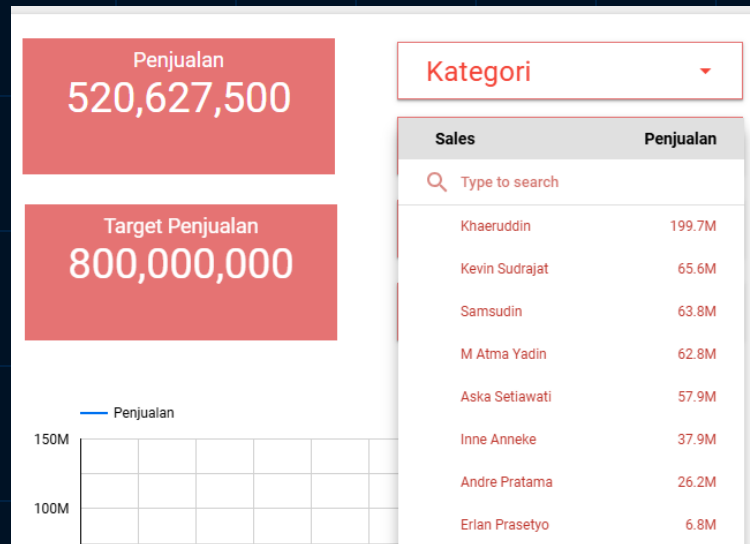 Penjualan
520,627,500
Target Penjualan
800,000,000
Kategori
Sales Penjualan
Type to search
Khaeruddin 199.7M
Kevin Sudrajat 65.6M
Samsudin 63.8M
M Atma Yadin 62.8M
Aska Setiawati 57.9M
Inne Anneke 37.9M
Andre Pratama 26.2M
Erlan Prasetyo 6.8M
Penjualan
150M
100M